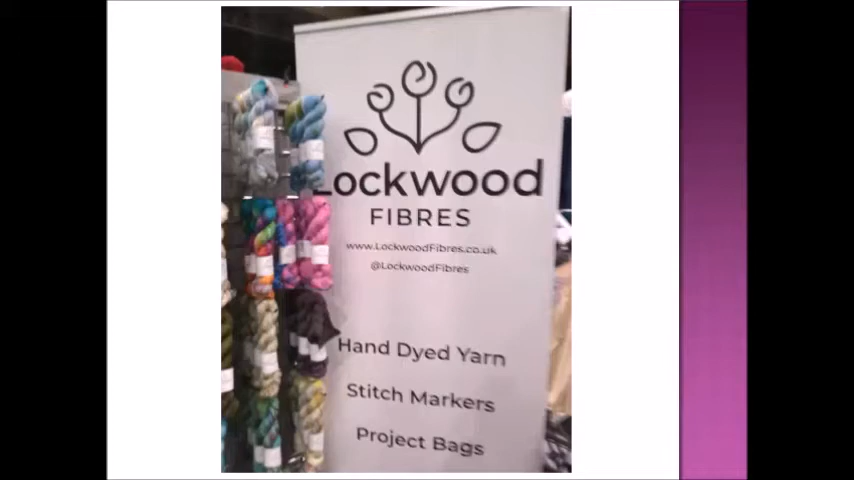 Lockwood
FIBRES
www.LockwoodFibres.co.uk
@LockwoodFibres
Hand Dyed Yarn
Stitch Markers
Project Bags